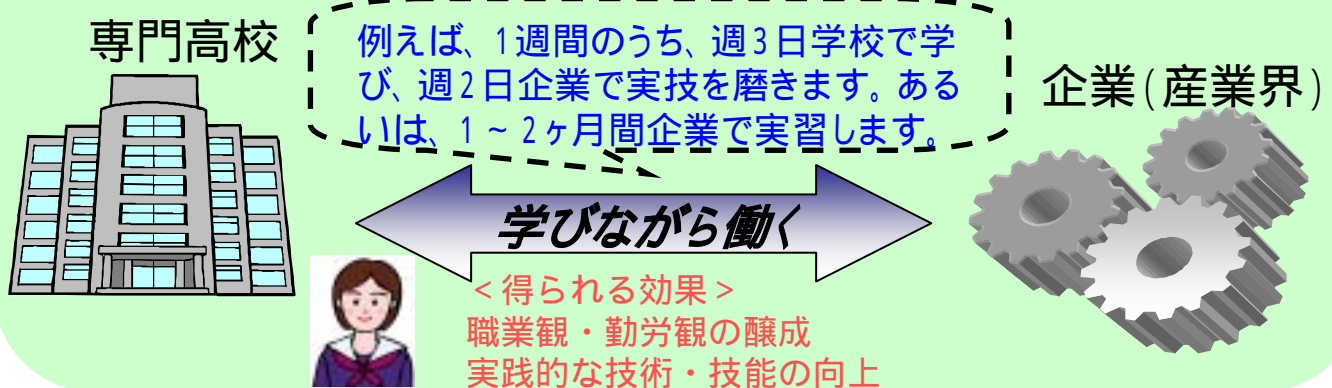 専門高校
例えば、1週間のうち、週3日学校で学
び、週2日企業で実技を磨きます。ある
いは、1~2ヶ月間企業で実習します。
企業(産業界)
学びながら働く
<得られる効果>
職業観・勤労観の醸成
実践的な技術・技能の向上